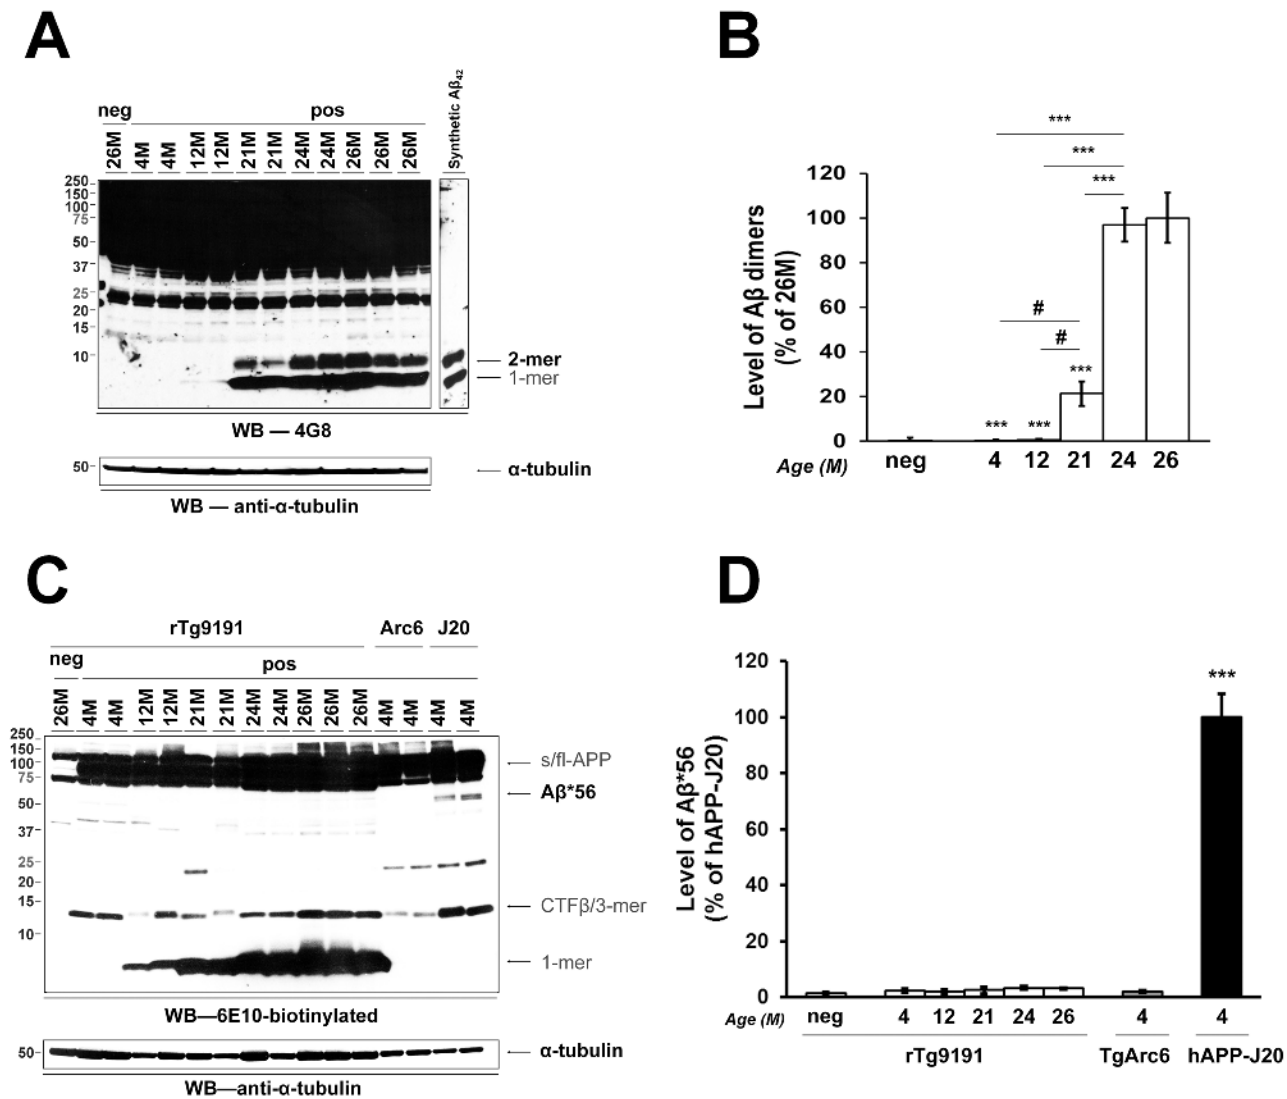 A
neg pos
26M 4M 4M 12M 12M 21M 21M 24M 24M 26M 26M 26M Synthetic Aβ₄₂
250
150
100
75
50
37
25
20
15
10
2-mer
1-mer
WB — 4G8
50
α-tubulin
WB — anti-α-tubulin
B
Level of Aβ dimers
(% of 26M)
120
100
80
60
40
20
0
***
***
***
#
#
***
*** ***
Age (M) neg 4 12 21 24 26
C
rTg9191 Arc6 J20
neg pos
26M 4M 4M 12M 12M 21M 21M 24M 24M 26M 26M 26M 4M 4M 4M 4M
250
150
100
75
50
37
25
20
15
10
s/fl-APP
Aβ*56
CTFβ/3-mer
1-mer
WB—6E10-biotinylated
50
α-tubulin
WB—anti-α-tubulin
D
Level of Aβ*56
(% of hAPP-J20)
120
100
80
60
40
20
0
***
neg 4 12 21 24 26 4 4
Age (M)
rTg9191 TgArc6 hAPP-J20